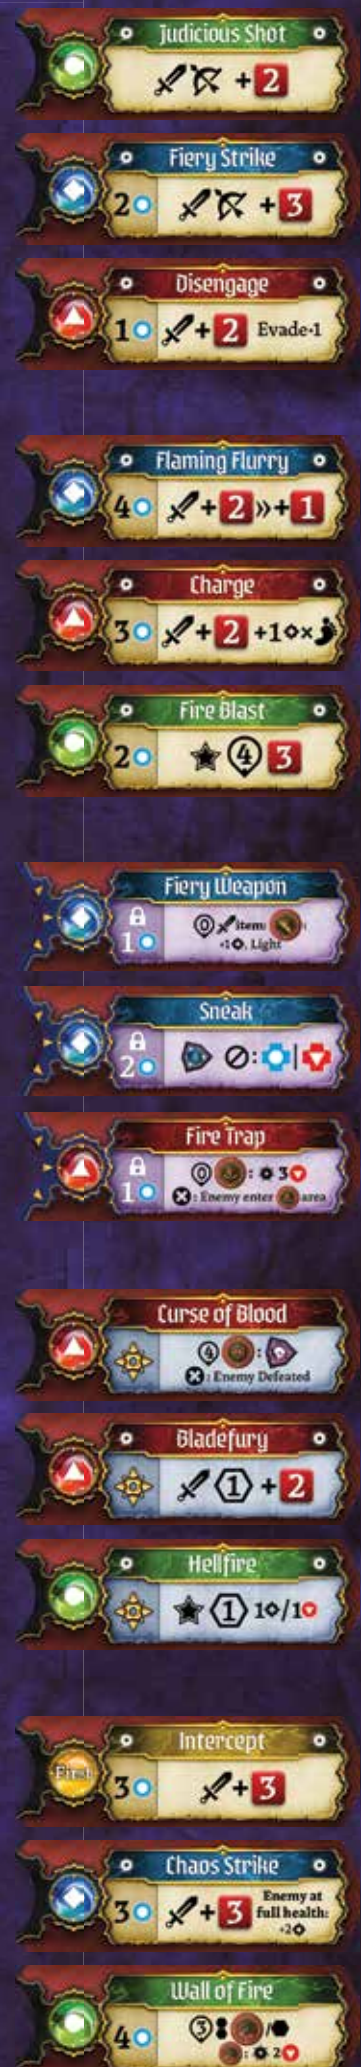 Judicious Shot
+2
Fiery Strike
2 +3
Disengage
1 +2 Evade-1
Flaming Flurry
4 +2 »+1
Charge
3 +2 +1 ×
Fire Blast
2 4 3
Fiery Weapon
1 0 item: :
+1, Light
Sneak
2 : |
Fire Trap
1 0 : 3
: Enemy enter area
Curse of Blood
4 :
: Enemy Defeated
Bladefury
1 +2
Hellfire
1 1/1
Intercept
First 3 +3
Chaos Strike
3 +3 Enemy at
full health:
+2
Wall of Fire
4 3 /
: 2